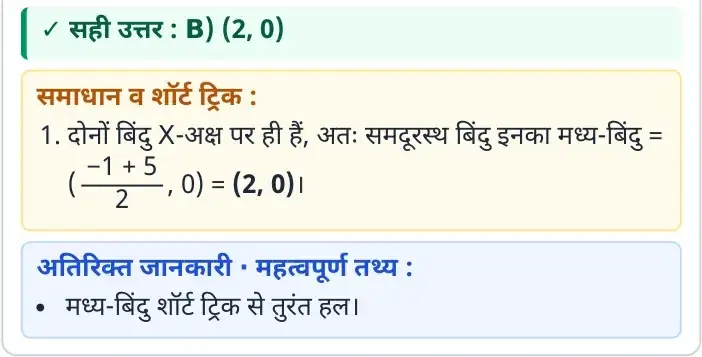 ✓ सही उत्तर : B) (2, 0)
समाधान व शॉर्ट ट्रिक :
1. दोनों बिंदु X-अक्ष पर ही हैं, अतः समदूरस्थ बिंदु इनका मध्य-बिंदु =
(\frac{−1 + 5}{2}, 0) = (2, 0)।
अतिरिक्त जानकारी · महत्वपूर्ण तथ्य :
• मध्य-बिंदु शॉर्ट ट्रिक से तुरंत हल।